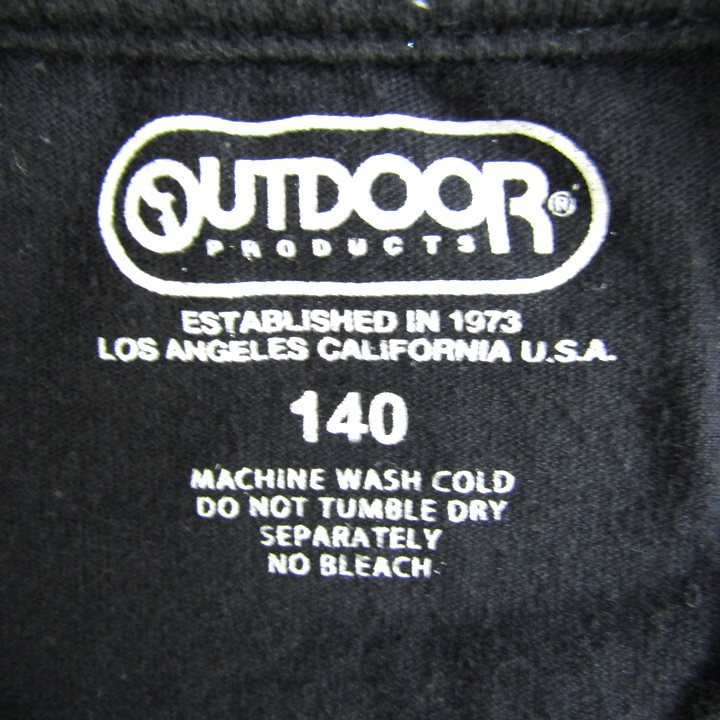 OUTDOOR®
PRODUCTS
ESTABLISHED IN 1973
LOS ANGELES CALIFORNIA U.S.A.
140
MACHINE WASH COLD
DO NOT TUMBLE DRY
SEPARATELY
NO BLEACH